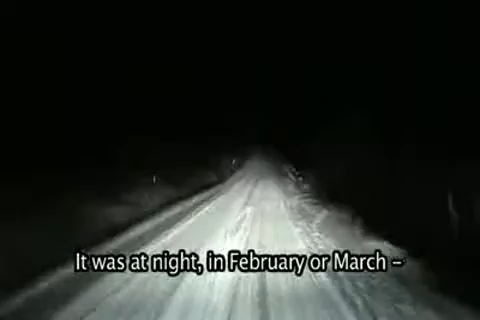 It was at night, in February or March –